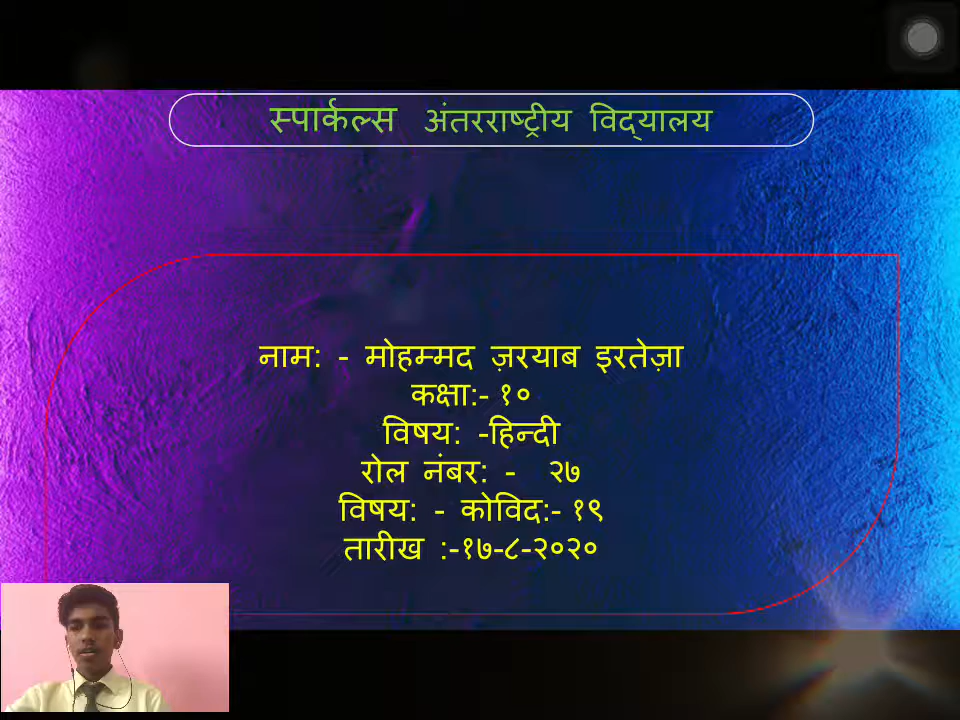 स्पार्कल्स अंतरराष्ट्रीय विद्यालय
नाम: - मोहम्मद ज़रयाब इरतेज़ा
कक्षा:- १०
विषय: -हिन्दी
रोल नंबर: - २७
विषय: - कोविद:- १९
तारीख :-१७-८-२०२०